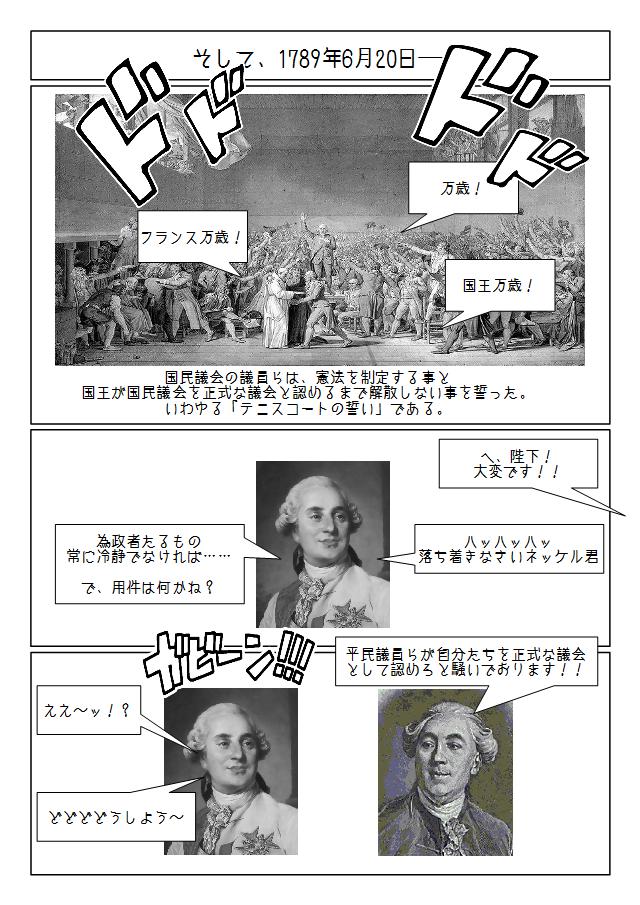 そして、1789年6月20日―
ドド
ドド
万歳!
フランス万歳!
国王万歳!
国民議会の議員らは、憲法を制定する事と
国王が国民議会を正式な議会と認めるまで解散しない事を誓った。
いわゆる「テニスコートの誓い」である。
へ、陛下!
大変です!!
ハッハッハッ
落ち着きなさいネッケル君
為政者たるもの
常に冷静でなければ……
で、用件は何かね?
平民議員らが自分たちを正式な議会
として認めろと騒いでおります!!
ガビーン!!!
ええ~ッ!?
どどどどうしよう~